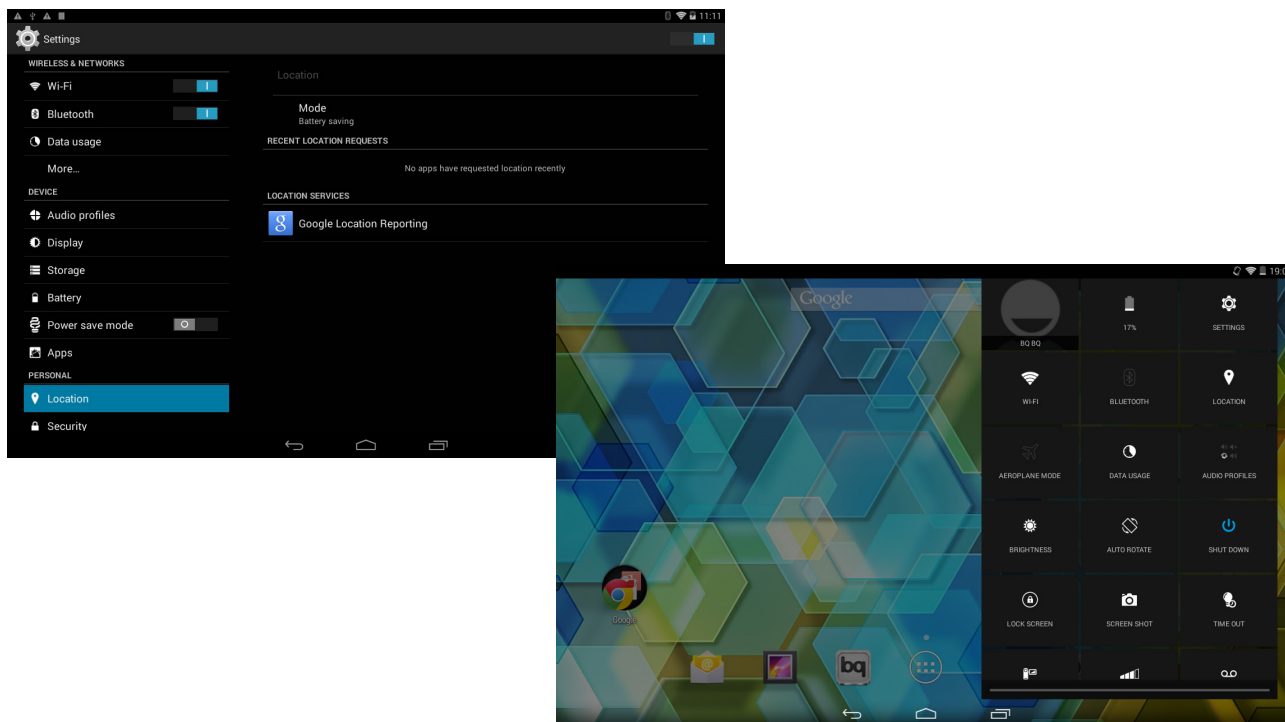 11:11
Settings
WIRELESS & NETWORKS
Wi-Fi
Bluetooth
Data usage
More...
DEVICE
Audio profiles
Display
Storage
Battery
Power save mode
Apps
PERSONAL
Location
Security
Location
Mode
Battery saving
RECENT LOCATION REQUESTS
No apps have requested location recently
LOCATION SERVICES
8
Google Location Reporting
Google
Google
bq
BQ BQ
17%
SETTINGS
WI-FI
BLUETOOTH
LOCATION
AEROPLANE MODE
DATA USAGE
AUDIO PROFILES
BRIGHTNESS
AUTO ROTATE
SHUT DOWN
LOCK SCREEN
SCREEN SHOT
TIME OUT